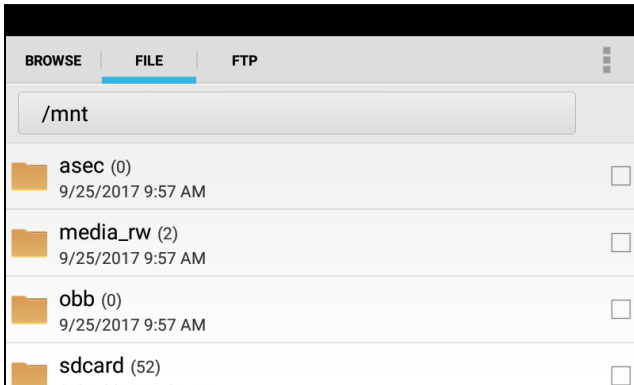 BROWSE FILE FTP
/mnt
asec (0)
9/25/2017 9:57 AM
media_rw (2)
9/25/2017 9:57 AM
obb (0)
9/25/2017 9:57 AM
sdcard (52)